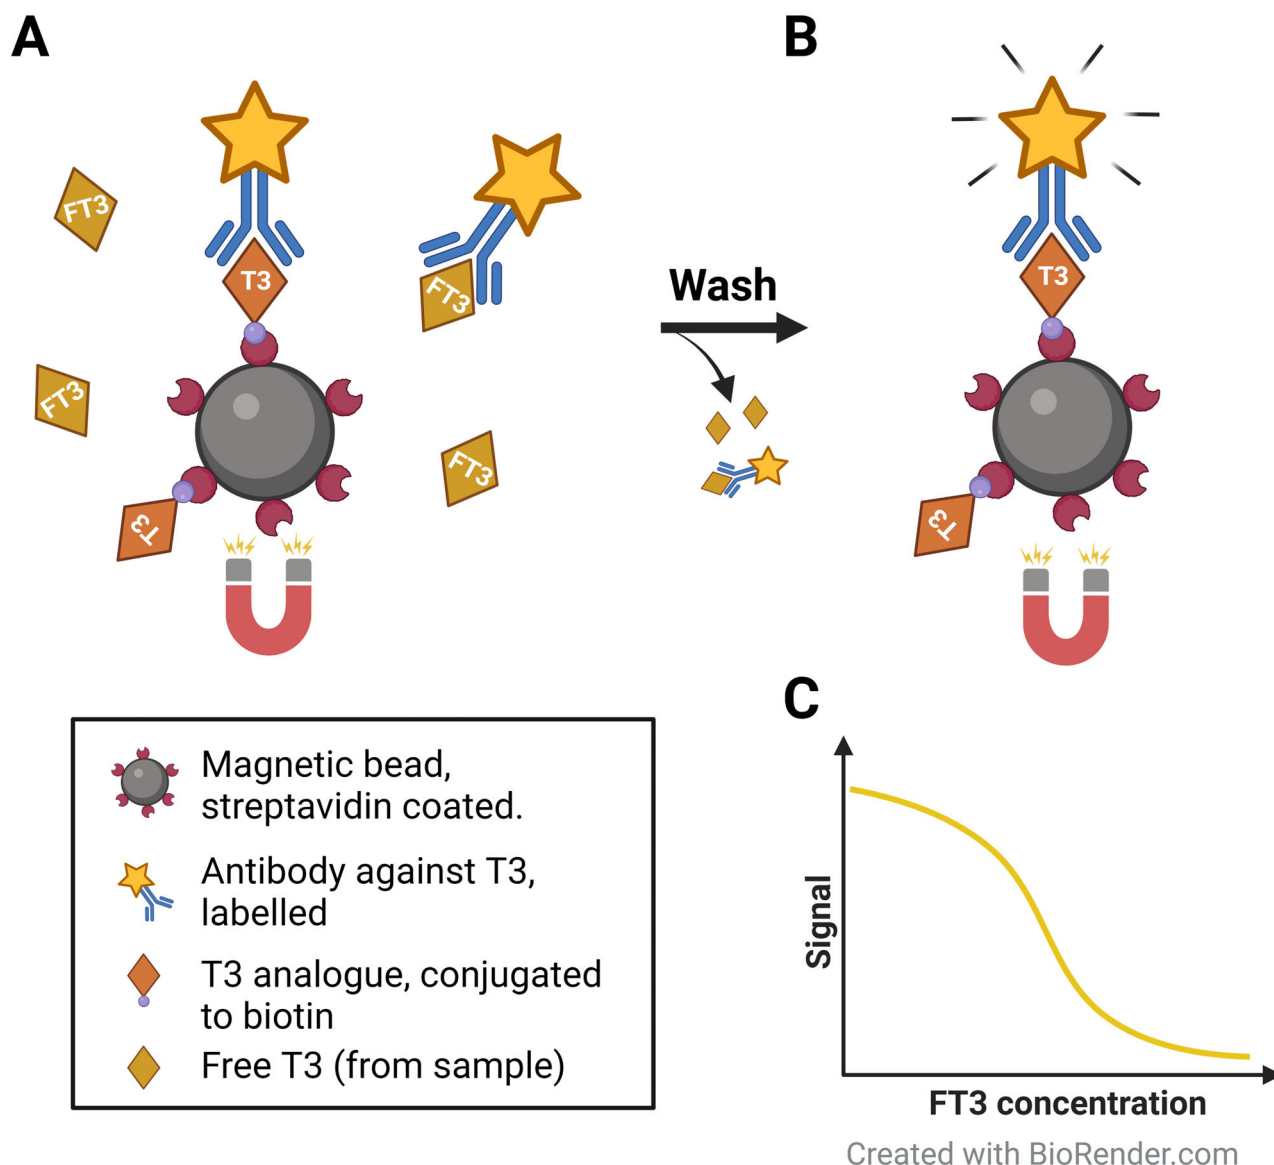 A
B
FT3
T3
FT3
Wash
T3
FT3
FT3
T3
T3
C
Magnetic bead,
streptavidin coated.
Antibody against T3,
labelled
T3 analogue, conjugated
to biotin
Free T3 (from sample)
Signal
FT3 concentration
Created with BioRender.com